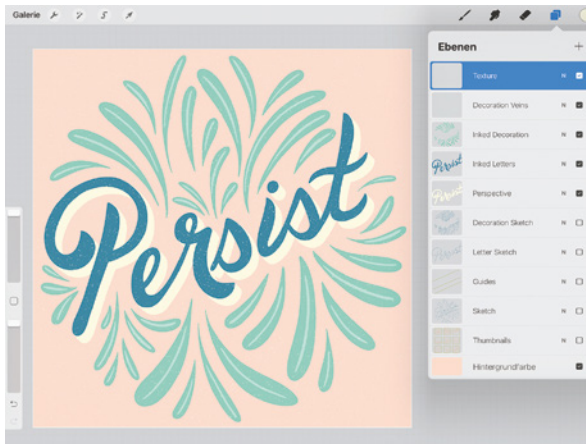 Galerie
Persist
Ebenen
Texture N
Decoration Veins N
Inked Decoration N
Inked Letters N
Perspective N
Decoration Sketch N
Letter Sketch N
Guides N
Sketch N
Thumbnails N
Hintergrundfarbe